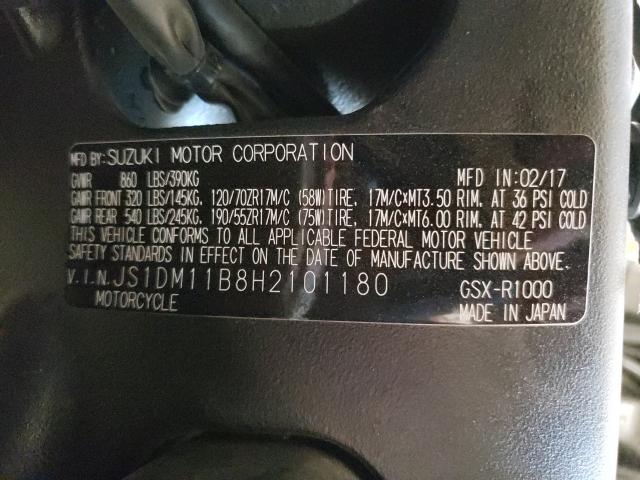 MFD BY: SUZUKI MOTOR CORPORATION MFD IN: 02/17
GVWR 860 LBS/390KG
GAWR FRONT 320 LBS/145KG, 120/70ZR17M/C (58W)TIRE, 17M/C×MT3.50 RIM, AT 36 PSI COLD
GAWR REAR 540 LBS/245KG, 190/55ZR17M/C (75W)TIRE, 17M/C×MT6.00 RIM, AT 42 PSI COLD
THIS VEHICLE CONFORMS TO ALL APPLICABLE FEDERAL MOTOR VEHICLE
SAFETY STANDARDS IN EFFECT ON THE DATE OF MANUFACTURE SHOWN ABOVE.
V.I.N. JS1DM11B8H2101180 GSX-R1000
MOTORCYCLE MADE IN JAPAN